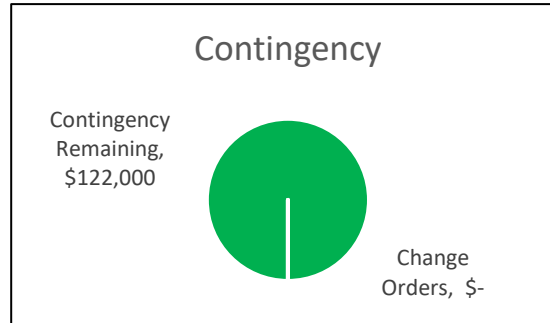 Contingency
Contingency
Remaining,
$122,000
Change
Orders, $-